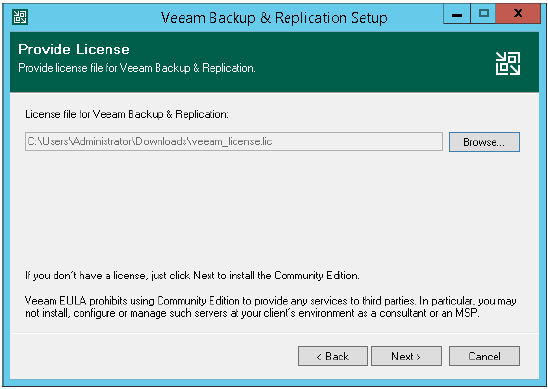 Veeam Backup & Replication Setup
Provide License
Provide license file for Veeam Backup & Replication.
License file for Veeam Backup & Replication:
C:\Users\Administrator\Downloads\veeam_license.lic
Browse...
If you don't have a license, just click Next to install the Community Edition.
Veeam EULA prohibits using Community Edition to provide any services to third parties. In particular, you may
not install, configure or manage such servers at your client's environment as a consultant or an MSP.
< Back
Next >
Cancel